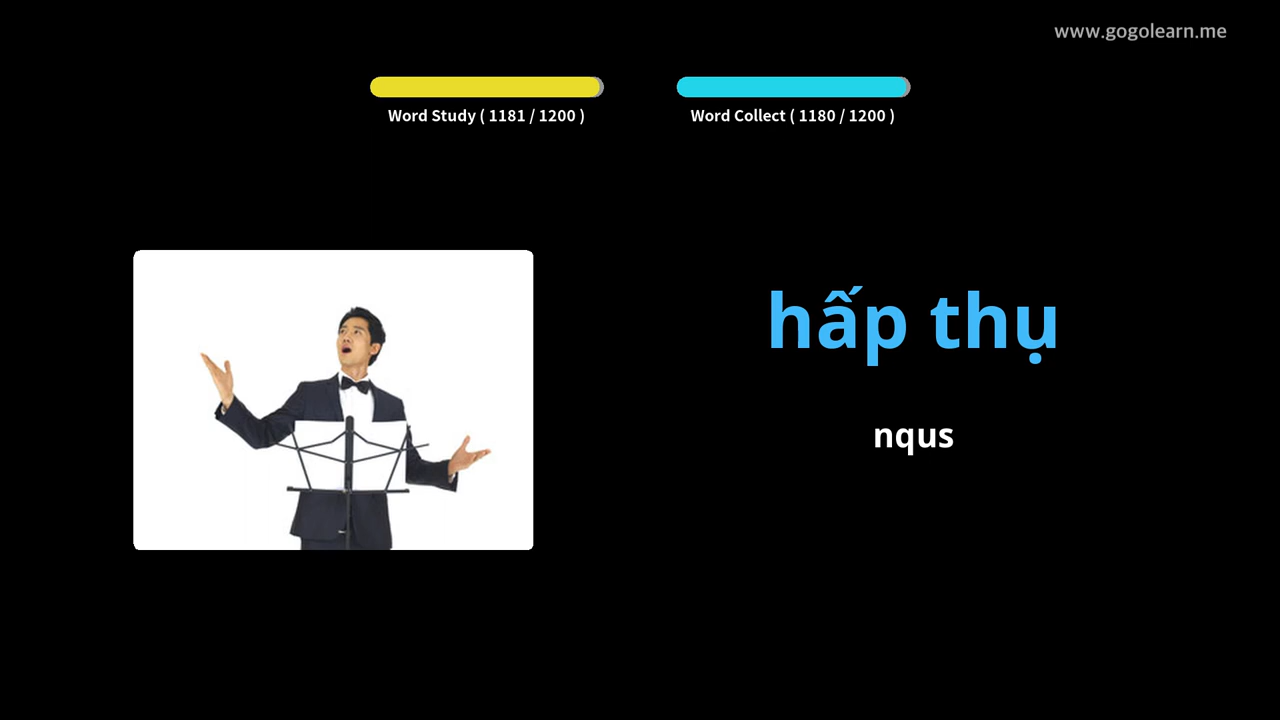 www.gogolearn.me
Word Study ( 1181 / 1200 )
Word Collect ( 1180 / 1200 )
hấp thụ
nqus